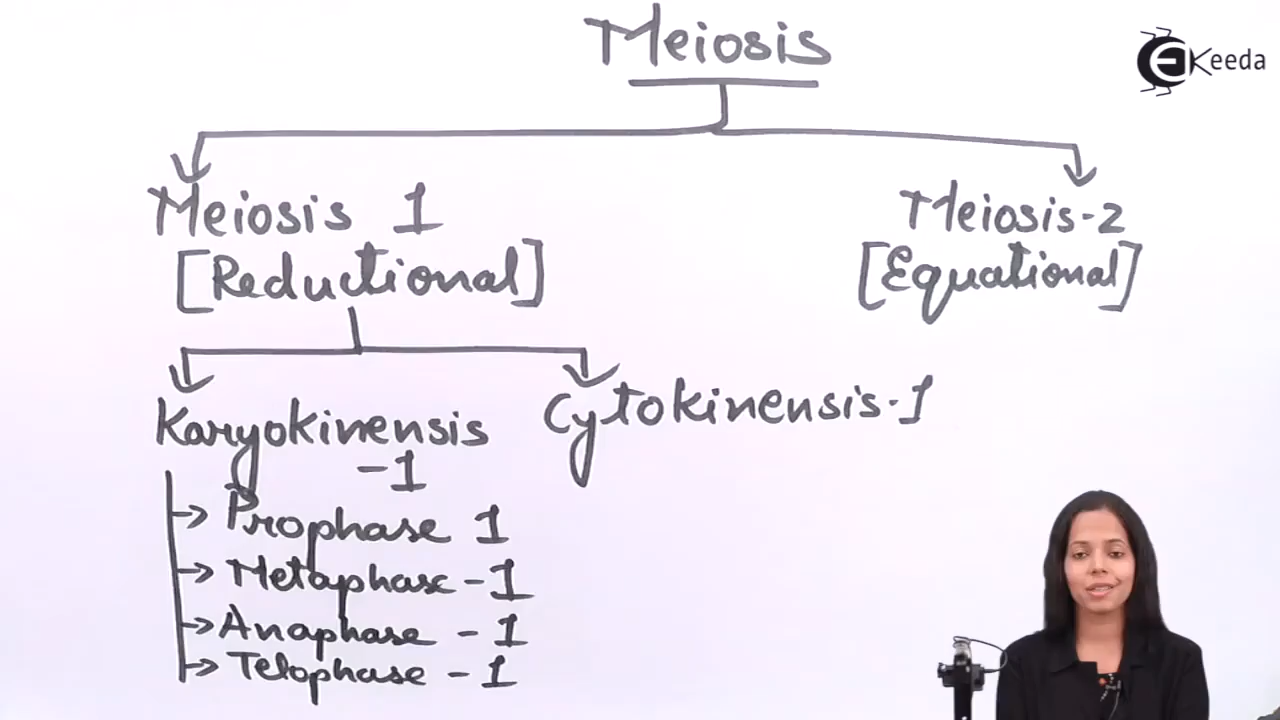 Meiosis
EKeeda
Meiosis 1
[Reductional]
Meiosis-2
[Equational]
Karyokinensis
-1
Cytokinensis-1
Prophase 1
Metaphase-1
Anaphase-1
Telophase-1